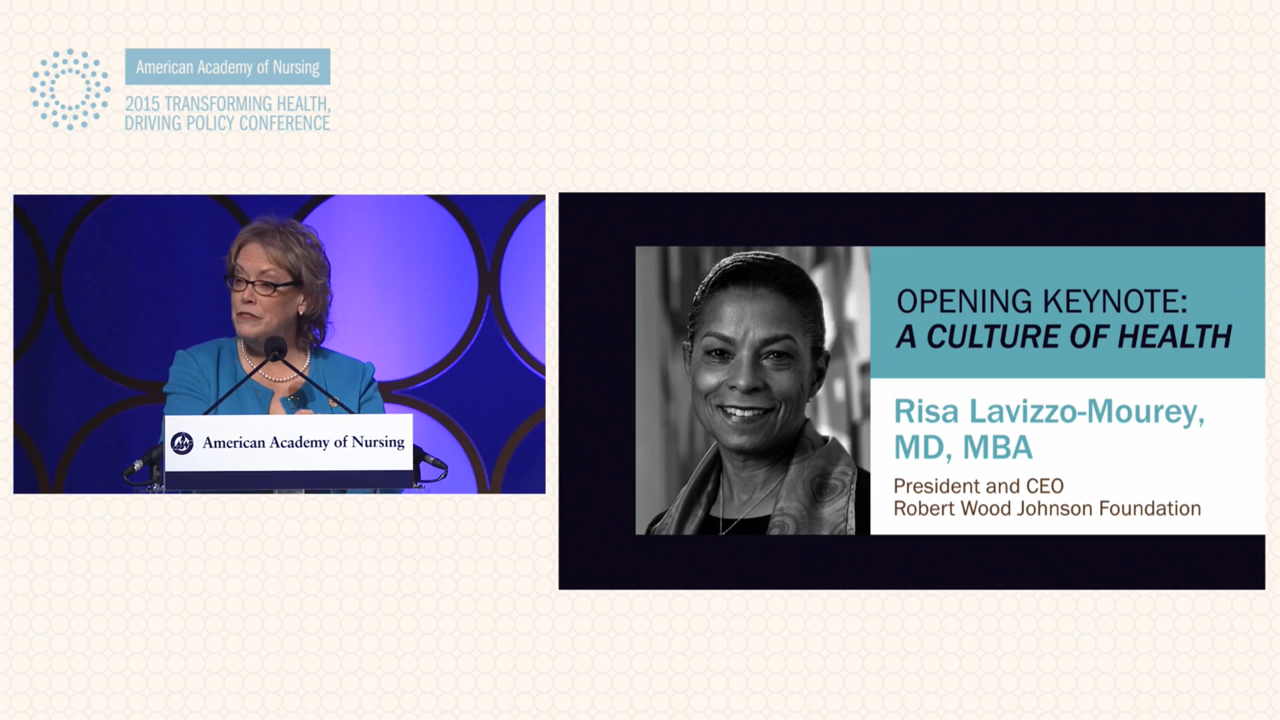 American Academy of Nursing
2015 TRANSFORMING HEALTH,
DRIVING POLICY CONFERENCE
American Academy of Nursing
OPENING KEYNOTE:
A CULTURE OF HEALTH
Risa Lavizzo-Mourey,
MD, MBA
President and CEO
Robert Wood Johnson Foundation